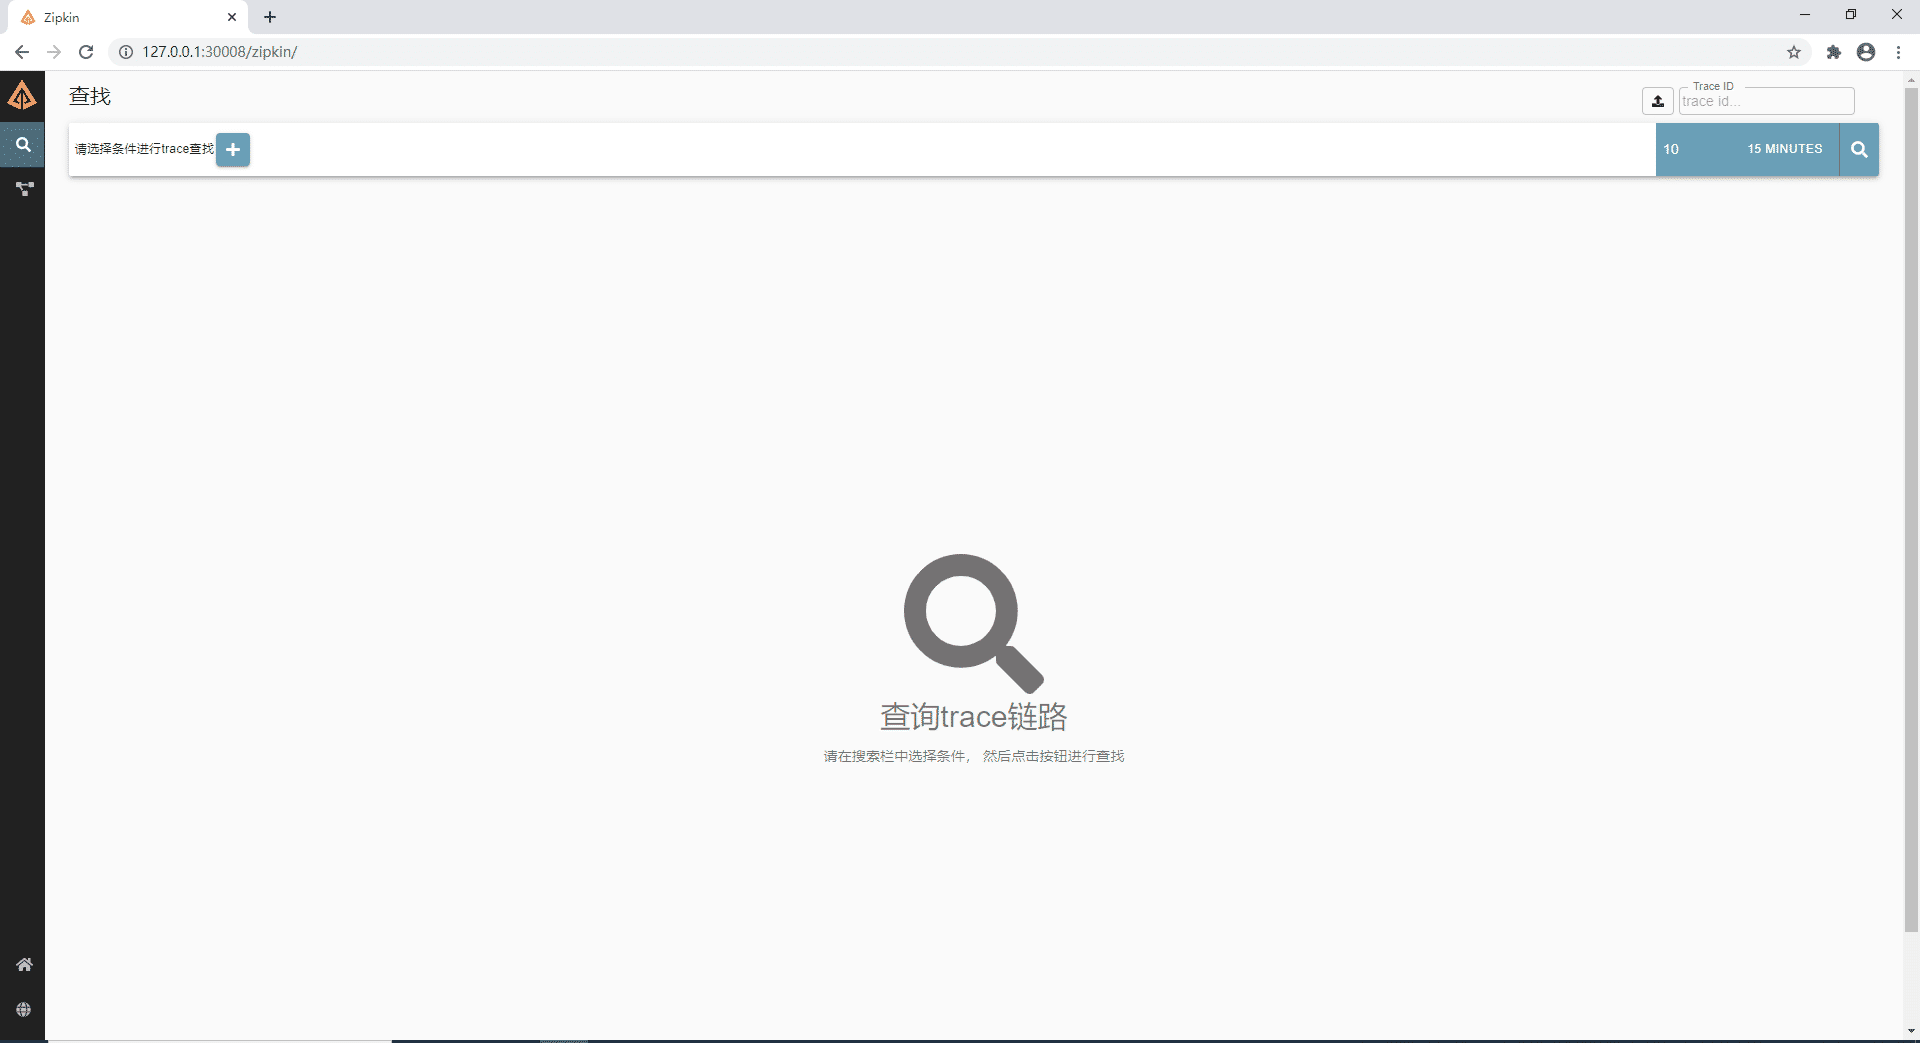 Zipkin
127.0.0.1:30008/zipkin/
查找
Trace ID
trace id...
请选择条件进行trace查找
10
15 MINUTES
查询trace链路
请在搜索栏中选择条件， 然后点击按钮进行查找